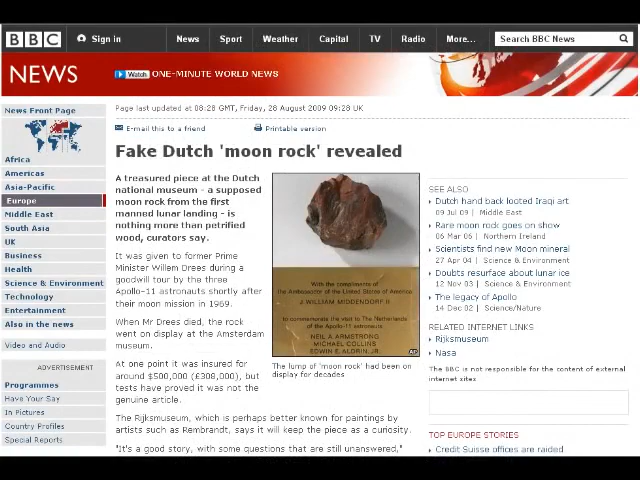 BBC Sign in News Sport Weather Capital TV Radio More... Search BBC News
NEWS Watch ONE-MINUTE WORLD NEWS
News Front Page
Africa
Americas
Asia-Pacific
Europe
Middle East
South Asia
UK
Business
Health
Science & Environment
Technology
Entertainment
Also in the news
Video and Audio
ADVERTISEMENT
Programmes
Have Your Say
In Pictures
Country Profiles
Special Reports
Page last updated at 08:28 GMT, Friday, 28 August 2009 09:28 UK
E-mail this to a friend Printable version
Fake Dutch 'moon rock' revealed
A treasured piece at the Dutch
national museum - a supposed
moon rock from the first
manned lunar landing - is
nothing more than petrified
wood, curators say.
It was given to former Prime
Minister Willem Drees during a
goodwill tour by the three
Apollo-11 astronauts shortly after
their moon mission in 1969.
When Mr Drees died, the rock
went on display at the Amsterdam
museum.
At one point it was insured for
around $500,000 (£308,000), but
tests have proved it was not the
genuine article.
The Rijksmuseum, which is perhaps better known for paintings by
artists such as Rembrandt, says it will keep the piece as a curiosity.
"It's a good story, with some questions that are still unanswered,"
With the compliments of
the Ambassador of the United States of America
J. WILLIAM MIDDENDORF II
to commemorate the visit to The Netherlands
of the Apollo-11 astronauts
NEIL A. ARMSTRONG
MICHAEL COLLINS
EDWIN E. ALDRIN, JR.
AP
The lump of 'moon rock' had been on
display for decades
SEE ALSO
Dutch hand back looted Iraqi art
09 Jul 09 | Middle East
Rare moon rocks goes on show
06 Mar 06 | Northern Ireland
Scientists find new Moon mineral
27 Apr 04 | Science & Environment
Doubts resurface about lunar ice
12 Nov 03 | Science & Environment
The legacy of Apollo
14 Dec 02 | Science/Nature
RELATED INTERNET LINKS
Rijksmuseum
Nasa
The BBC is not responsible for the content of external
internet sites
TOP EUROPE STORIES
Credit Suisse offices are raided